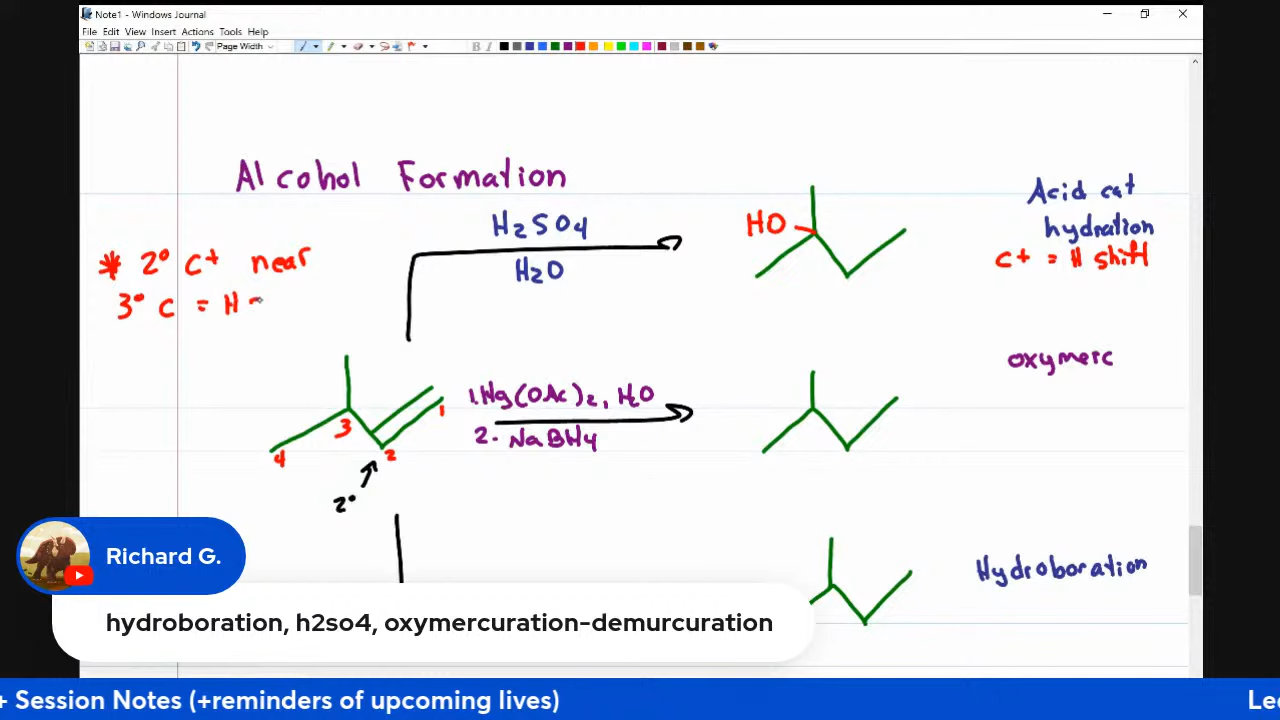 Note1 - Windows Journal
File Edit View Insert Actions Tools Help
Page Width
B I
Alcohol Formation
H2SO4
H2O
HO
Acid cat
hydration
C+ = H shift
* 2° C+ near
3° C = H -
1. Hg(OAc)2, H2O
2. NaBH4
oxymerc
1
2
3
4
2°
Hydroboration
Richard G.
hydroboration, h2so4, oxymercuration-demurcuration
+ Session Notes (+reminders of upcoming lives)
Le